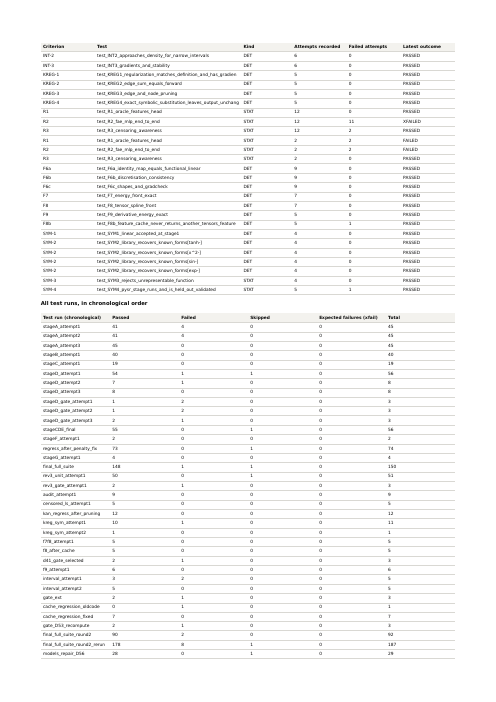 Criterion Test Kind Attempts recorded Failed attempts Latest outcome
INT-2 test_INT2_approaches_density_for_narrow_intervals DET 6 0 PASSED
INT-3 test_INT3_gradients_and_stability DET 6 0 PASSED
KREG-1 test_KREG1_regularization_matches_definition_and_has_gradien DET 5 0 PASSED
KREG-2 test_KREG2_edge_sum_equals_forward DET 5 0 PASSED
KREG-3 test_KREG3_edge_and_node_pruning DET 5 0 PASSED
KREG-4 test_KREG4_exact_symbolic_substitution_leaves_output_unchang DET 5 0 PASSED
R1 test_R1_oracle_features_head STAT 12 0 PASSED
R2 test_R2_fae_mlp_end_to_end STAT 12 11 XFAILED
R3 test_R3_censoring_awareness STAT 12 2 PASSED
R1 test_R1_oracle_features_head STAT 2 2 FAILED
R2 test_R2_fae_mlp_end_to_end STAT 2 2 FAILED
R3 test_R3_censoring_awareness STAT 2 0 PASSED
F6a test_F6a_identity_map_equals_functional_linear DET 9 0 PASSED
F6b test_F6b_discretisation_consistency DET 9 0 PASSED
F6c test_F6c_shapes_and_gradcheck DET 9 0 PASSED
F7 test_F7_energy_front_exact DET 7 0 PASSED
F8 test_F8_tensor_spline_front DET 7 0 PASSED
F9 test_F9_derivative_energy_exact DET 5 0 PASSED
F8b test_F8b_feature_cache_never_returns_another_tensors_feature DET 5 1 PASSED
SYM-1 test_SYM1_linear_accepted_at_stage1 DET 4 0 PASSED
SYM-2 test_SYM2_library_recovers_known_forms[tanh-] DET 4 0 PASSED
SYM-2 test_SYM2_library_recovers_known_forms[x^2-] DET 4 0 PASSED
SYM-2 test_SYM2_library_recovers_known_forms[sin-] DET 4 0 PASSED
SYM-2 test_SYM2_library_recovers_known_forms[exp-] DET 4 0 PASSED
SYM-3 test_SYM3_rejects_unrepresentable_function STAT 4 0 PASSED
SYM-4 test_SYM4_pysr_stage_runs_and_is_held_out_validated STAT 5 1 PASSED
All test runs, in chronological order
Test run (chronological) Passed Failed Skipped Expected failures (xfail) Total
stageA_attempt1 41 4 0 0 45
stageA_attempt2 41 4 0 0 45
stageA_attempt3 45 0 0 0 45
stageB_attempt1 40 0 0 0 40
stageC_attempt1 19 0 0 0 19
stageD_attempt1 54 1 1 0 56
stageD_attempt2 7 1 0 0 8
stageD_attempt3 8 0 0 0 8
stageD_gate_attempt1 1 2 0 0 3
stageD_gate_attempt2 1 2 0 0 3
stageD_gate_attempt3 2 1 0 0 3
stageCDE_final 55 0 1 0 56
stageF_attempt1 2 0 0 0 2
regress_after_penalty_fix 73 0 1 0 74
stageG_attempt1 4 0 0 0 4
final_full_suite 148 1 1 0 150
rev3_unit_attempt1 50 0 1 0 51
rev3_gate_attempt1 2 1 0 0 3
audit_attempt1 9 0 0 0 9
censored_ls_attempt1 5 0 0 0 5
kan_regress_after_pruning 12 0 0 0 12
kreg_sym_attempt1 10 1 0 0 11
kreg_sym_attempt2 1 0 0 0 1
f7f8_attempt1 5 0 0 0 5
f8_after_cache 5 0 0 0 5
d41_gate_selected 2 1 0 0 3
f9_attempt1 6 0 0 0 6
interval_attempt1 3 2 0 0 5
interval_attempt2 5 0 0 0 5
gate_ext 2 1 0 0 3
cache_regression_oldcode 0 1 0 0 1
cache_regression_fixed 7 0 0 0 7
gate_D53_recompute 2 1 0 0 3
final_full_suite_round2 90 2 0 0 92
final_full_suite_round2_rerun 178 8 1 0 187
models_repair_D56 28 0 1 0 29